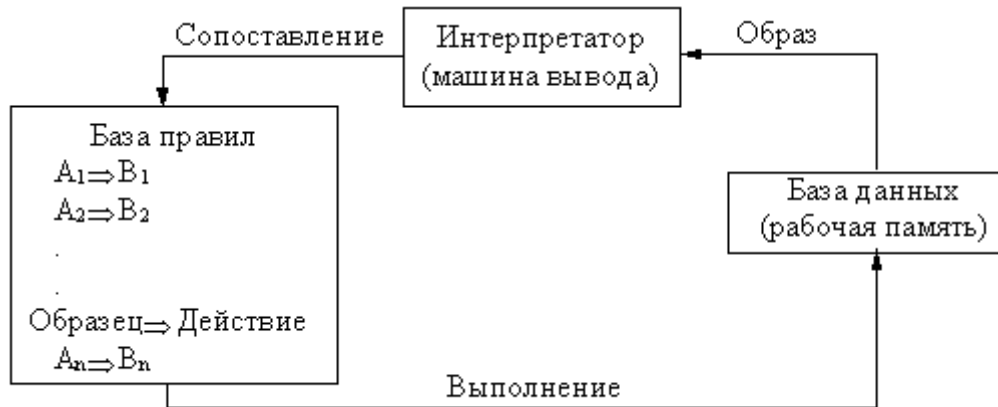 Сопоставление
Интерпретатор
(машина вывода)
Образ
База правил
A₁⇒B₁
A₂⇒B₂
.
.
Образец⇒Действие
Aₙ⇒Bₙ
База данных
(рабочая память)
Выполнение